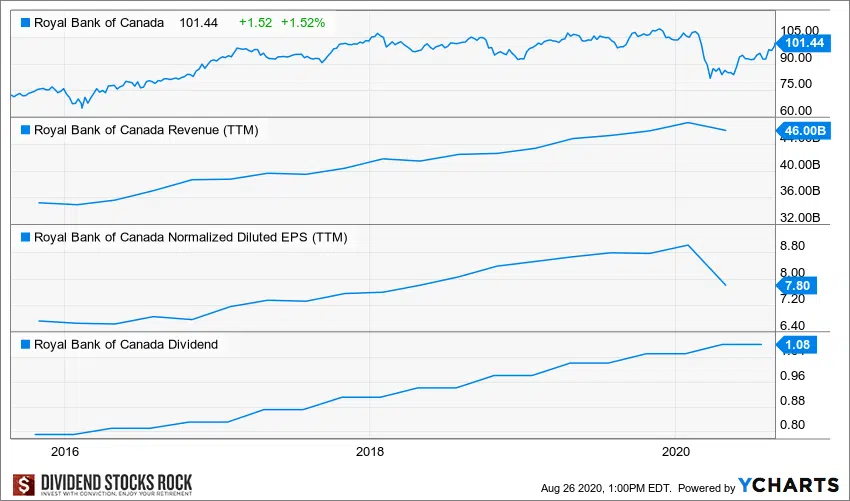 Royal Bank of Canada 101.44 +1.52 +1.52%
105.00
101.44
90.00
75.00
60.00
Royal Bank of Canada Revenue (TTM)
46.00B
40.00B
36.00B
32.00B
Royal Bank of Canada Normalized Diluted EPS (TTM)
8.80
8.00
7.80
7.20
6.40
Royal Bank of Canada Dividend
1.08
0.96
0.88
0.80
2016 2018 2020
DIVIDEND STOCKS ROCK
INVEST WITH CONVICTION, ENJOY YOUR RETIREMENT
Aug 26 2020, 1:00PM EDT. Powered by YCHARTS